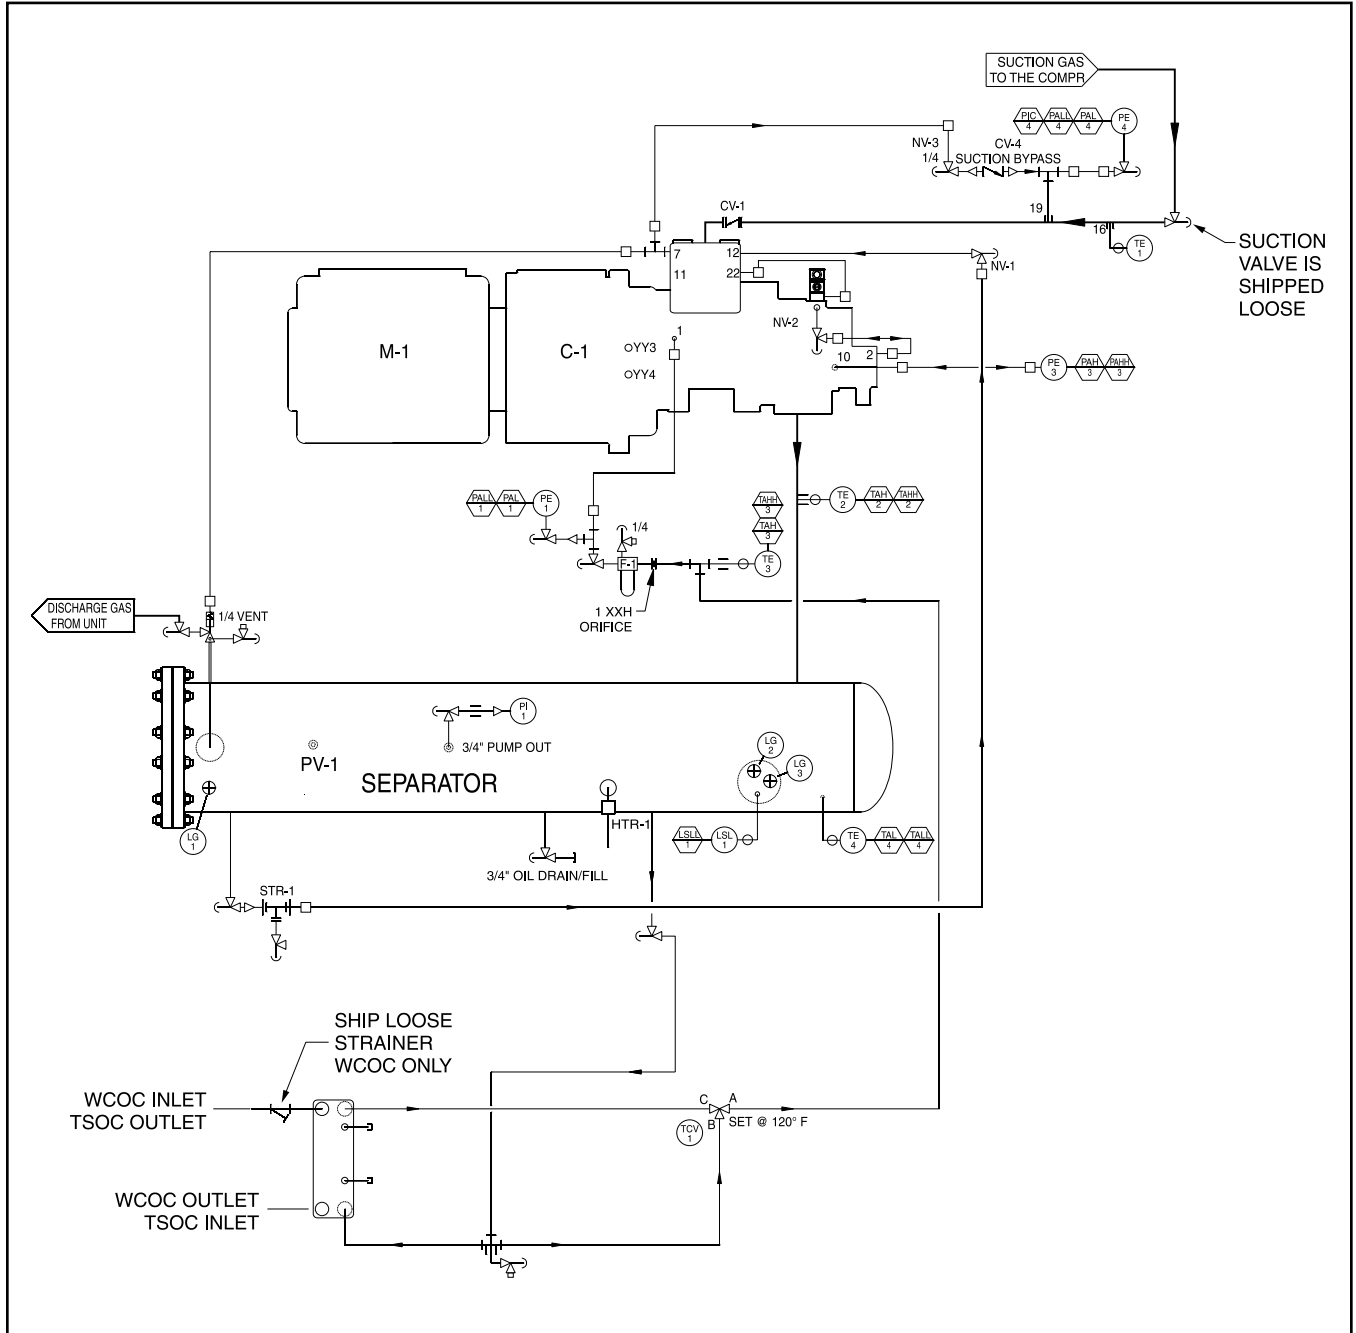 SUCTION GAS
TO THE COMPR
PIC
4
PALL
4
PAL
4
PE
4
NV-3
1/4
CV-4
SUCTION BYPASS
CV-1
19
16
TE
1
SUCTION
VALVE IS
SHIPPED
LOOSE
7
12
NV-1
11
22
M-1
C-1
1
YY3
YY4
NV-2
2
10
PE
3
PAH
3
PAHH
3
PALL
1
PAL
1
PE
1
1/4
F-1
TAHH
3
TAH
3
TE
3
TE
2
TAH
2
TAHH
2
1 XXH
ORIFICE
DISCHARGE GAS
FROM UNIT
1/4 VENT
PI
1
3/4" PUMP OUT
PV-1
SEPARATOR
LG
2
LG
3
LG
1
HTR-1
LSLL
1
LSL
1
TE
4
TAL
4
TALL
4
3/4" OIL DRAIN/FILL
STR-1
SHIP LOOSE
STRAINER
WCOC ONLY
WCOC INLET
TSOC OUTLET
C
A
B
TCV
1
SET @ 120° F
WCOC OUTLET
TSOC INLET